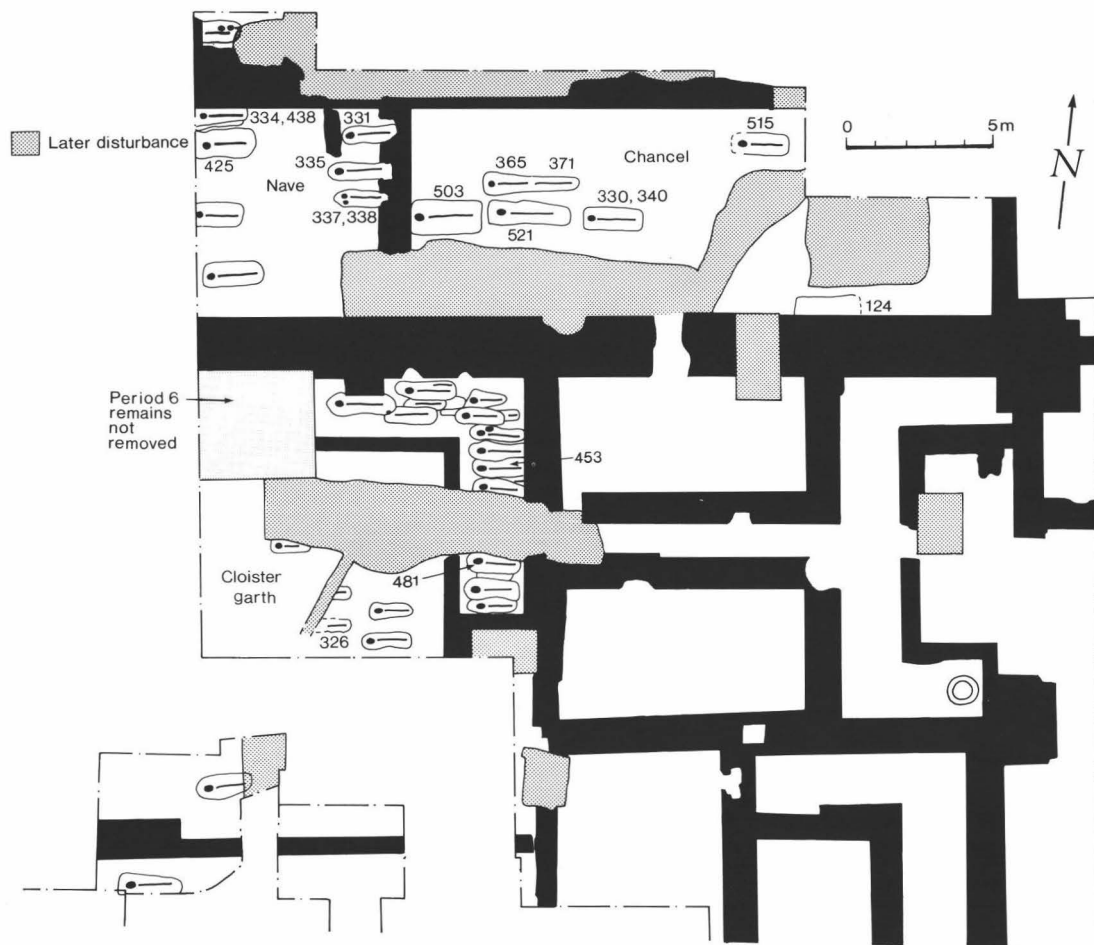 Later disturbance
334, 438
331
425
335
Nave
337, 338
503
365
371
Chancel
515
521
330, 340
0
5m
N
124
Period 6
remains
not
removed
453
481
Cloister
garth
326